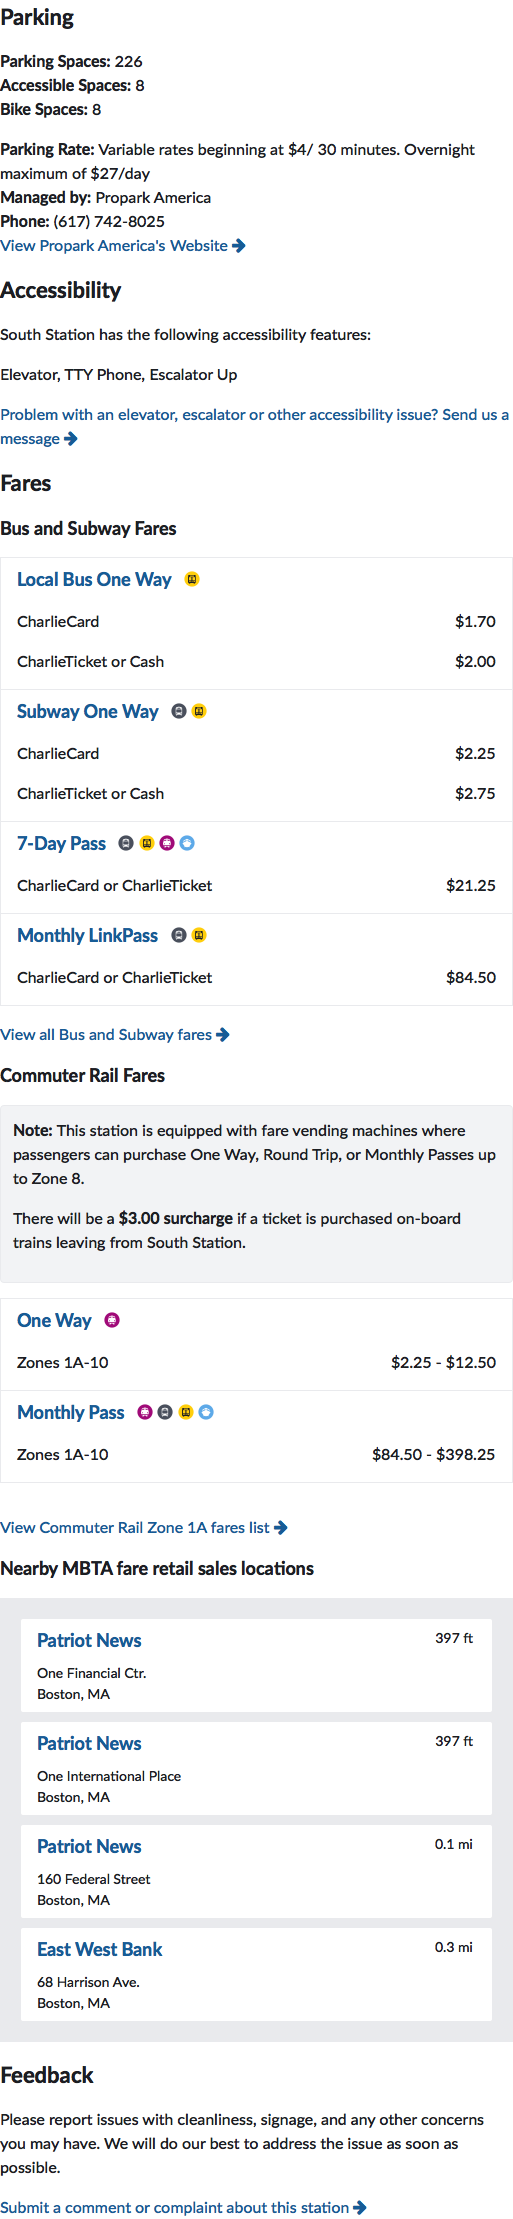 Parking
Parking Spaces: 226
Accessible Spaces: 8
Bike Spaces: 8
Parking Rate: Variable rates beginning at $4/ 30 minutes. Overnight
maximum of $27/day
Managed by: Propark America
Phone: (617) 742-8025
View Propark America's Website
Accessibility
South Station has the following accessibility features:
Elevator, TTY Phone, Escalator Up
Problem with an elevator, escalator or other accessibility issue? Send us a
message
Fares
Bus and Subway Fares
Local Bus One Way
CharlieCard $1.70
CharlieTicket or Cash $2.00
Subway One Way
CharlieCard $2.25
CharlieTicket or Cash $2.75
7-Day Pass
CharlieCard or CharlieTicket $21.25
Monthly LinkPass
CharlieCard or CharlieTicket $84.50
View all Bus and Subway fares
Commuter Rail Fares
Note: This station is equipped with fare vending machines where
passengers can purchase One Way, Round Trip, or Monthly Passes up
to Zone 8.
There will be a $3.00 surcharge if a ticket is purchased on-board
trains leaving from South Station.
One Way
Zones 1A-10 $2.25 - $12.50
Monthly Pass
Zones 1A-10 $84.50 - $398.25
View Commuter Rail Zone 1A fares list
Nearby MBTA fare retail sales locations
Patriot News 397 ft
One Financial Ctr.
Boston, MA
Patriot News 397 ft
One International Place
Boston, MA
Patriot News 0.1 mi
160 Federal Street
Boston, MA
East West Bank 0.3 mi
68 Harrison Ave.
Boston, MA
Feedback
Please report issues with cleanliness, signage, and any other concerns
you may have. We will do our best to address the issue as soon as
possible.
Submit a comment or complaint about this station